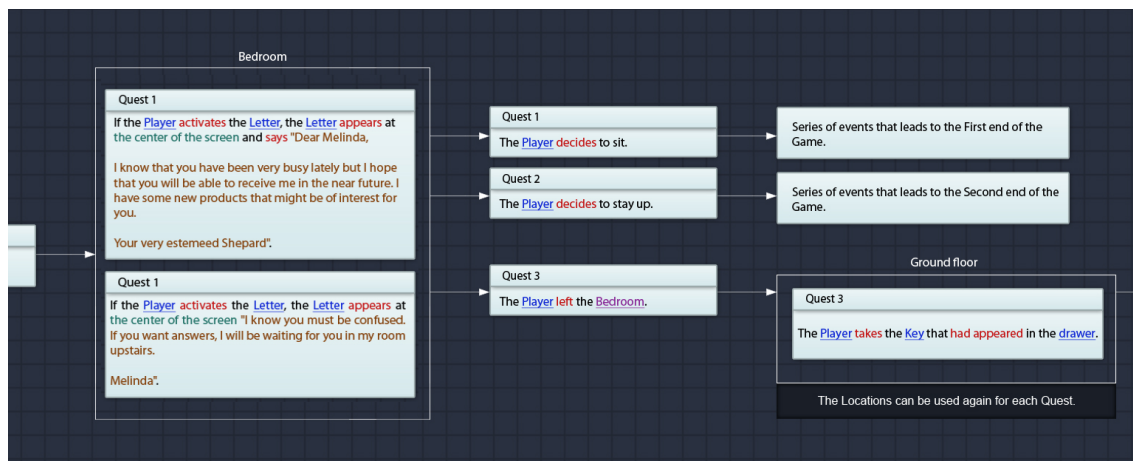 Bedroom
Quest 1
If the Player activates the Letter, the Letter appears at
the center of the screen and says "Dear Melinda,
I know that you have been very busy lately but I hope
that you will be able to receive me in the near future. I
have some new products that might be of interest for
you.
Your very estemeed Shepard".
Quest 1
If the Player activates the Letter, the Letter appears at
the center of the screen "I know you must be confused.
If you want answers, I will be waiting for you in my room
upstairs.
Melinda".
Quest 1
The Player decides to sit.
Quest 2
The Player decides to stay up.
Quest 3
The Player left the Bedroom.
Series of events that leads to the First end of the
Game.
Series of events that leads to the Second end of the
Game.
Ground floor
Quest 3
The Player takes the Key that had appeared in the drawer.
The Locations can be used again for each Quest.